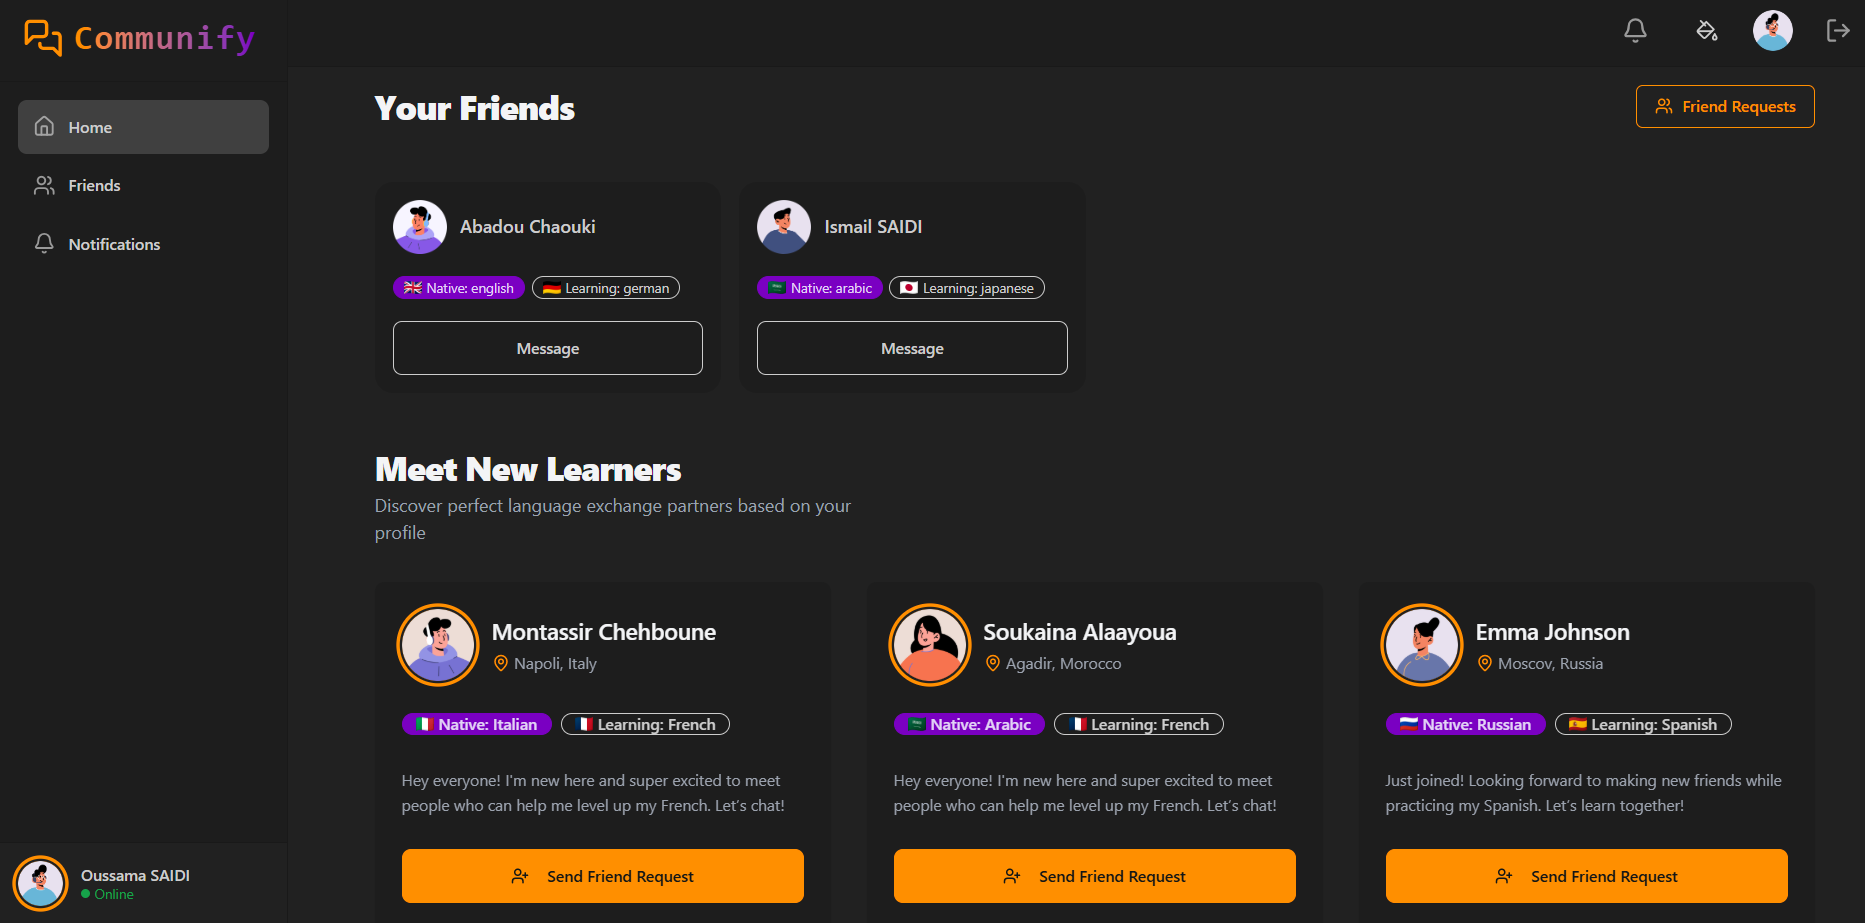 Communify
Home
Friends
Notifications
Your Friends
Friend Requests
Abadou Chaouki
Native: english
Learning: german
Message
Ismail SAIDI
Native: arabic
Learning: japanese
Message
Meet New Learners
Discover perfect language exchange partners based on your
profile
Montassir Chehboune
Napoli, Italy
Native: Italian
Learning: French
Hey everyone! I'm new here and super excited to meet
people who can help me level up my French. Let’s chat!
Send Friend Request
Soukaina Alaayoua
Agadir, Morocco
Native: Arabic
Learning: French
Hey everyone! I'm new here and super excited to meet
people who can help me level up my French. Let’s chat!
Send Friend Request
Emma Johnson
Moscov, Russia
Native: Russian
Learning: Spanish
Just joined! Looking forward to making new friends while
practicing my Spanish. Let’s learn together!
Send Friend Request
Oussama SAIDI
Online